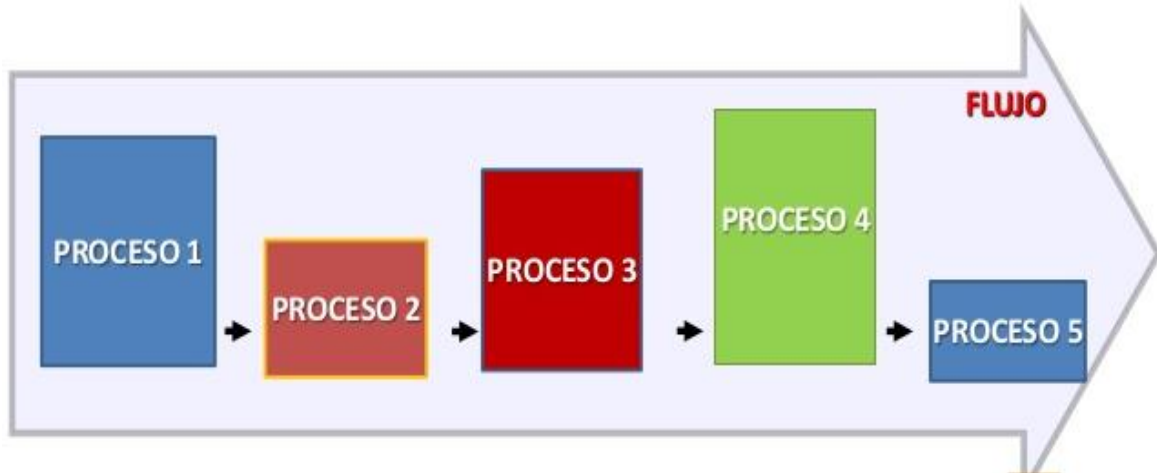 FLUJO
PROCESO 1
PROCESO 2
PROCESO 3
PROCESO 4
PROCESO 5